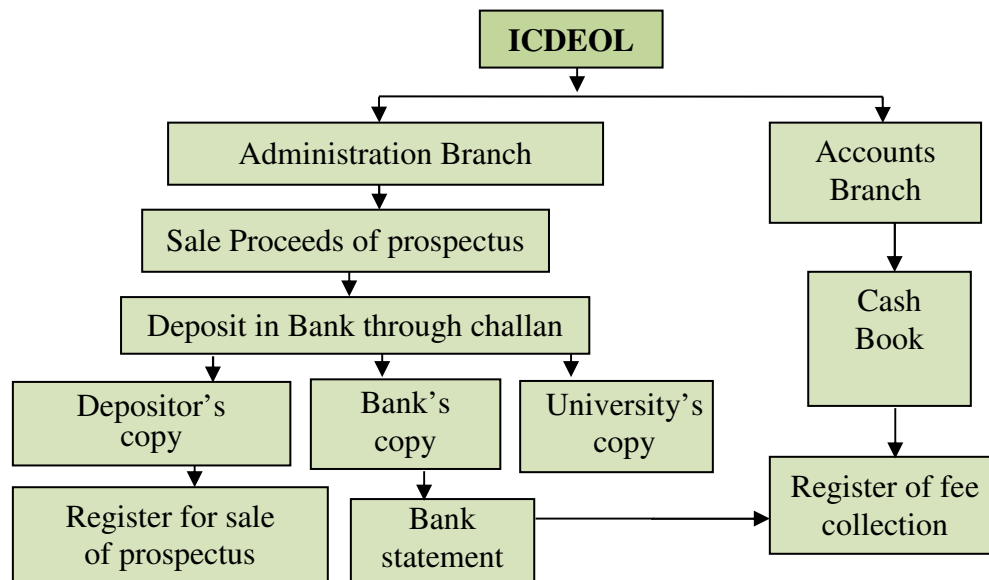 ICDEOL
Administration Branch
Accounts
Branch
Sale Proceeds of prospectus
Cash
Book
Deposit in Bank through challan
Depositor's
copy
Bank's
copy
University's
copy
Register for sale
of prospectus
Bank
statement
Register of fee
collection